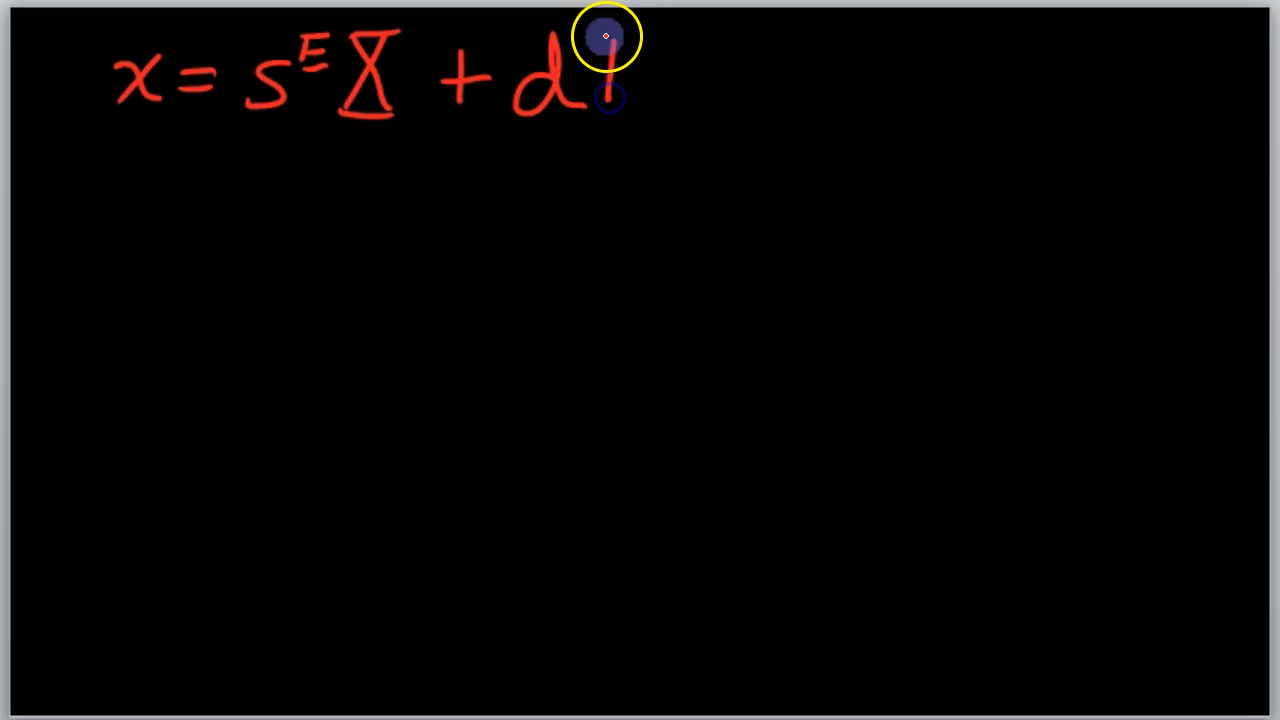 x = s^E X + d